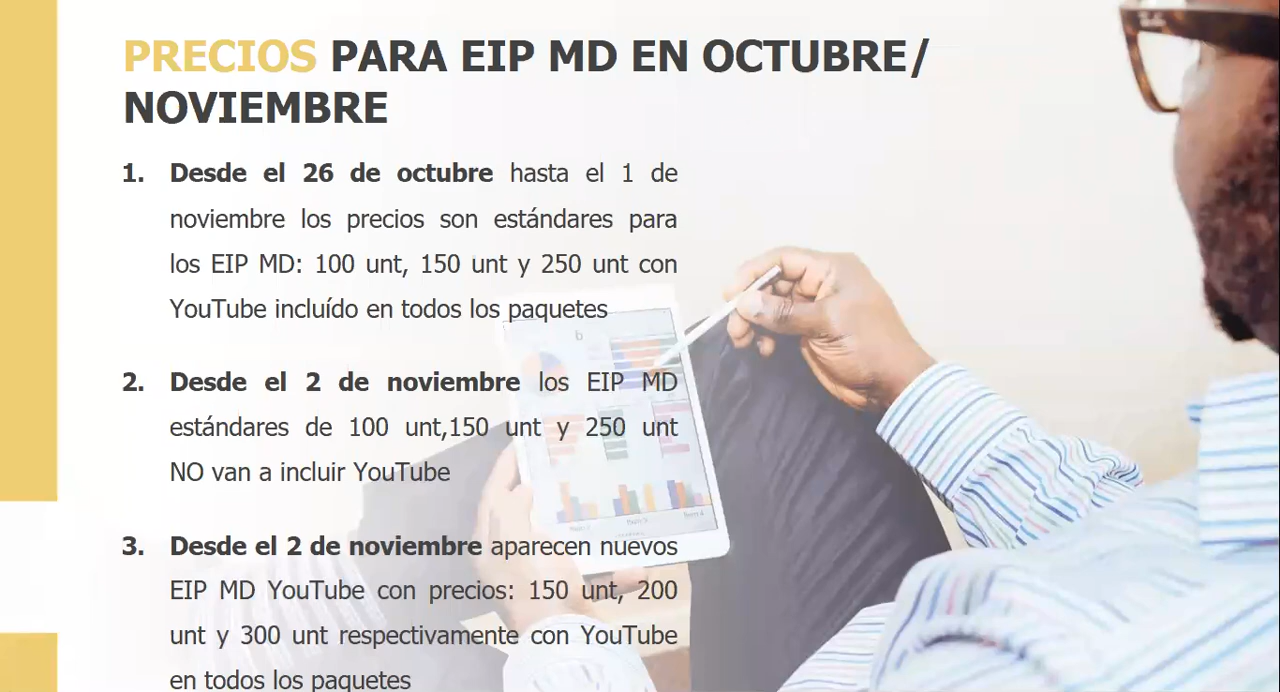 PRECIOS PARA EIP MD EN OCTUBRE/
NOVIEMBRE
1. Desde el 26 de octubre hasta el 1 de
noviembre los precios son estándares para
los EIP MD: 100 unt, 150 unt y 250 unt con
YouTube incluído en todos los paquetes
2. Desde el 2 de noviembre los EIP MD
estándares de 100 unt,150 unt y 250 unt
NO van a incluir YouTube
3. Desde el 2 de noviembre aparecen nuevos
EIP MD YouTube con precios: 150 unt, 200
unt y 300 unt respectivamente con YouTube
en todos los paquetes
Ray-Ban